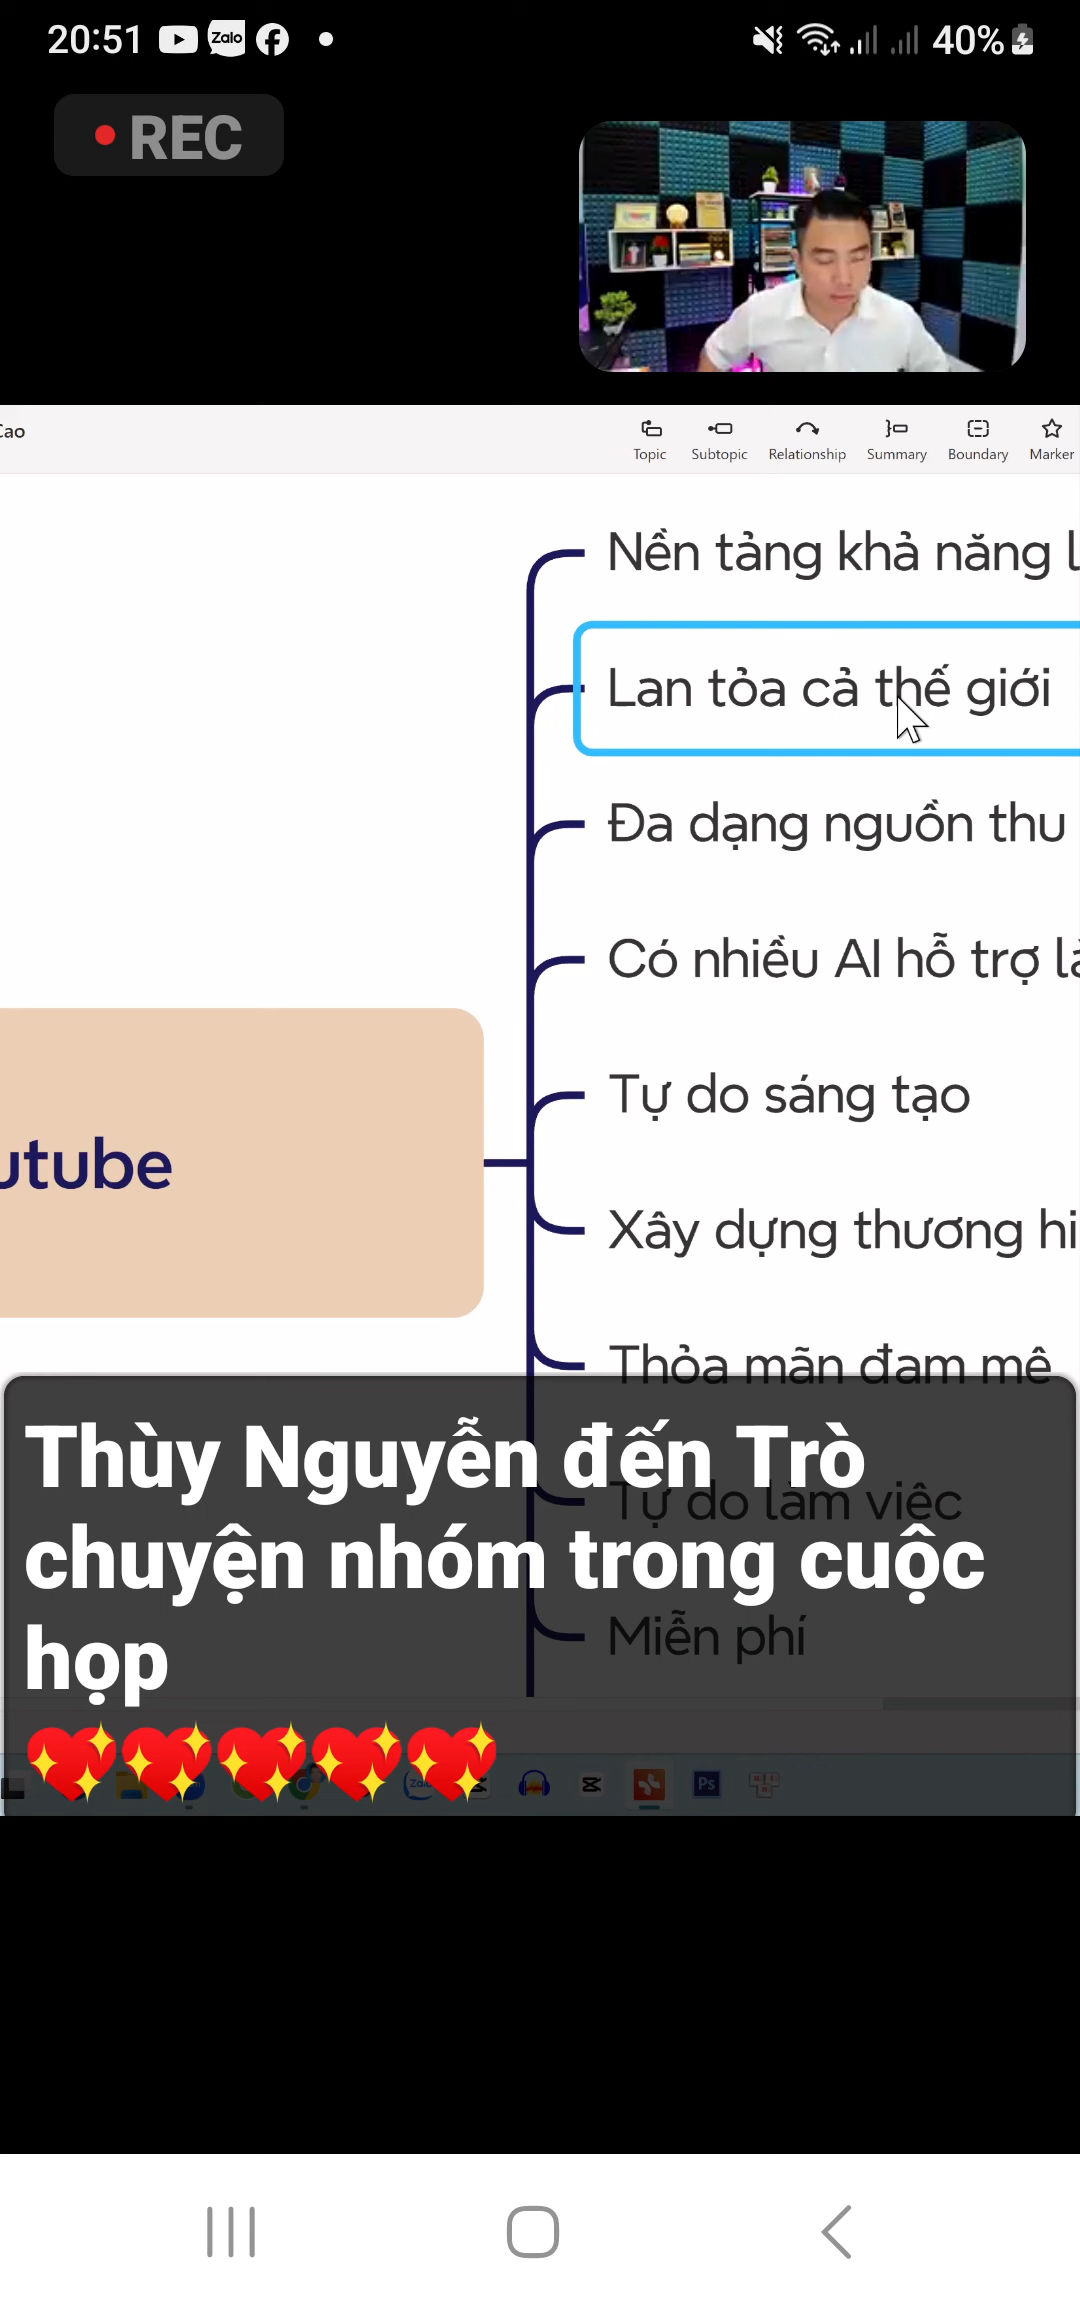 20:51
Zalo
40%
REC
Cao
Topic
Subtopic
Relationship
Summary
Boundary
Marker
Nền tảng khả năng l
Lan tỏa cả thế giới
Đa dạng nguồn thu
Có nhiều AI hỗ trợ là
Tự do sáng tạo
utube
Xây dựng thương hi
Thỏa mãn đam mê
Tự do làm việc
Miễn phí
Thùy Nguyễn đến Trò
chuyện nhóm trong cuộc
họp
Ps